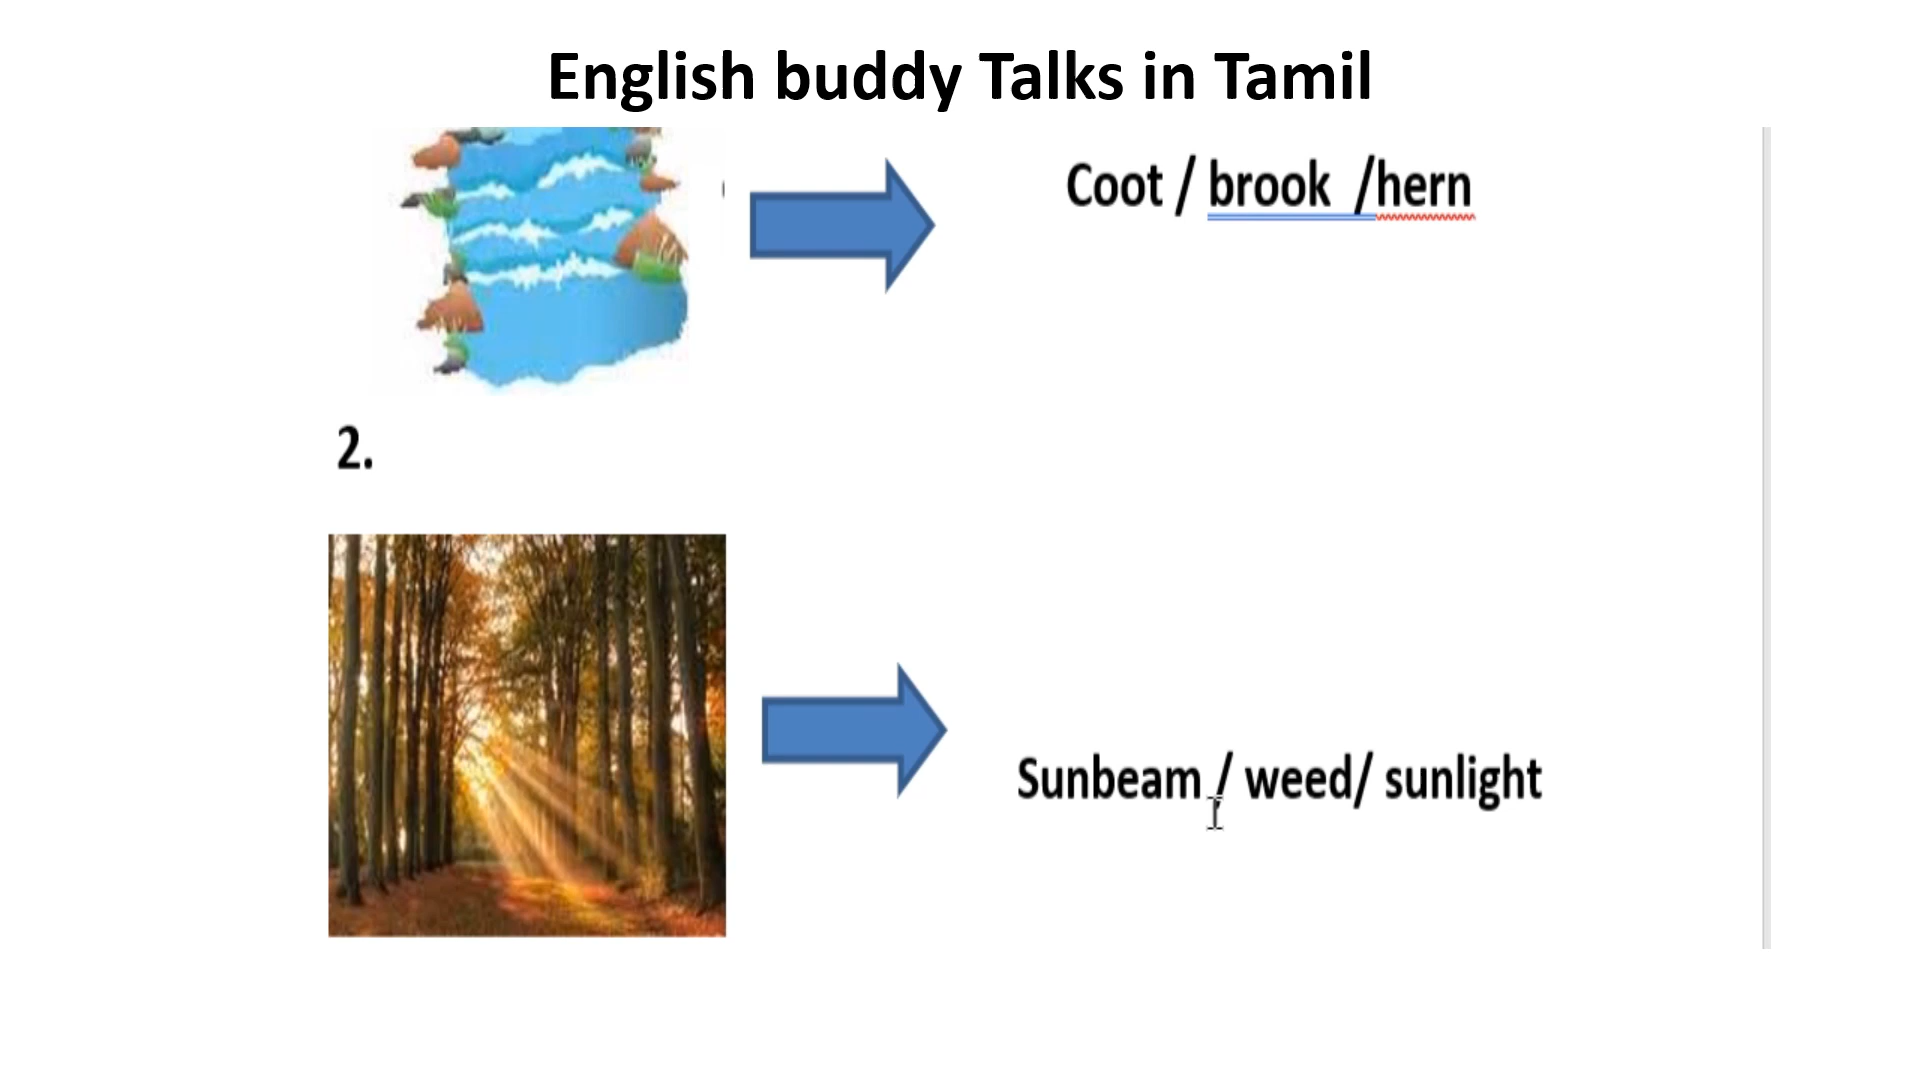 English buddy Talks in Tamil
Coot / brook /hern
2.
Sunbeam / weed/ sunlight